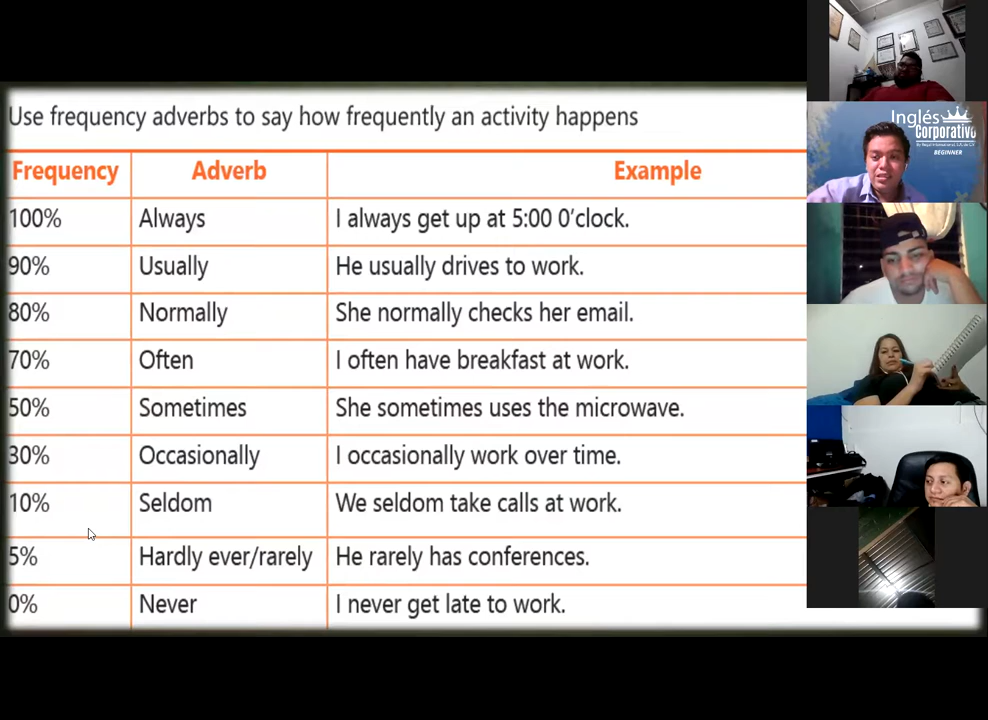 Use frequency adverbs to say how frequently an activity happens
Frequency Adverb Example
100% Always I always get up at 5:00 0'clock.
90% Usually He usually drives to work.
80% Normally She normally checks her email.
70% Often I often have breakfast at work.
50% Sometimes She sometimes uses the microwave.
30% Occasionally I occasionally work over time.
10% Seldom We seldom take calls at work.
5% Hardly ever/rarely He rarely has conferences.
0% Never I never get late to work.
Inglés
Corporativo
By Regal International, S.A. de C.V
BEGINNER